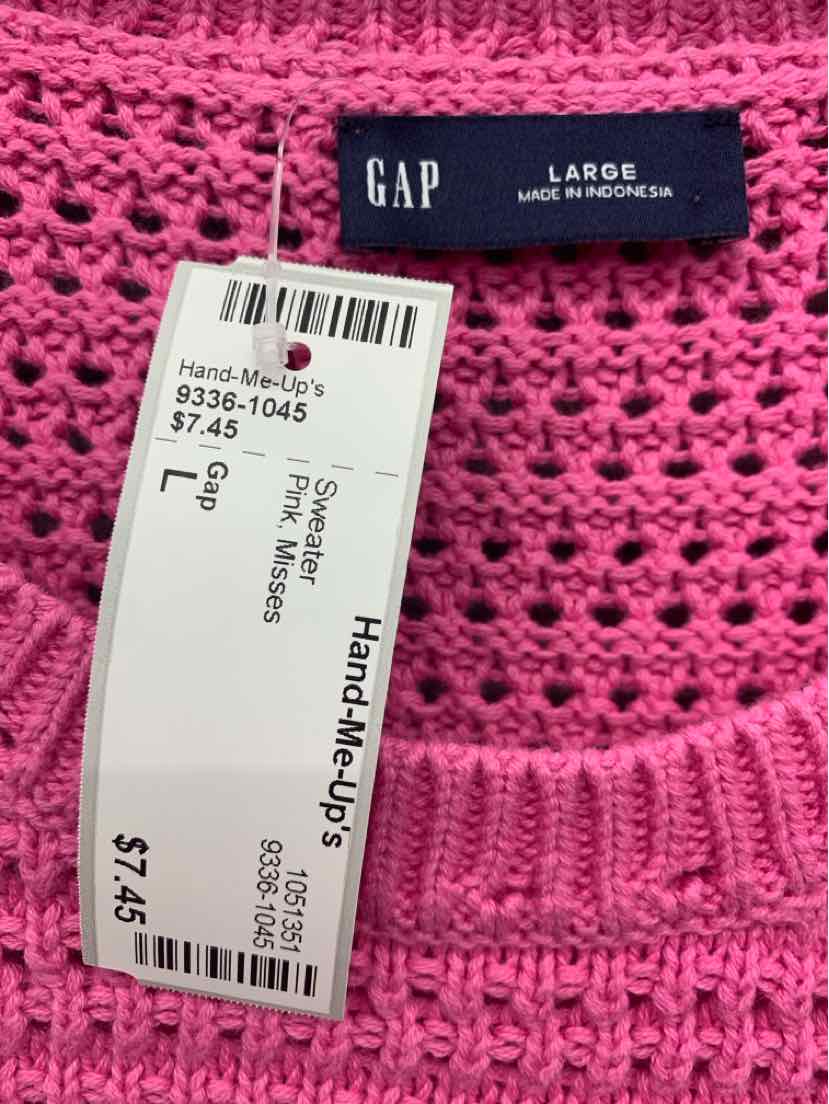 GAP
LARGE
MADE IN INDONESIA
Hand-Me-Up's
9336-1045
$7.45
Sweater
Pink, Misses
Gap
L
Hand-Me-Up's
1051351
9336-1045
$7.45